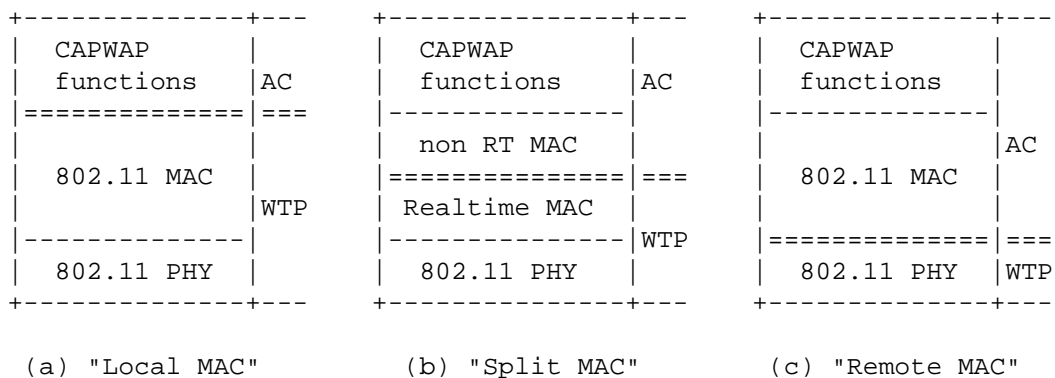 +--------------+---      +---------------+---      +--------------+---
|  CAPWAP      |         |  CAPWAP       |         |  CAPWAP      |
|  functions   |AC       |  functions    |AC       |  functions   |
|==============|===      |---------------|         |--------------|
|              |         |  non RT MAC   |         |              |AC
|  802.11 MAC  |         |===============|===      |  802.11 MAC  |
|              |WTP      | Realtime MAC  |         |              |
|--------------|         |---------------|WTP      |==============|===
|  802.11 PHY  |         |  802.11 PHY   |         |  802.11 PHY  |WTP
+--------------+---      +---------------+---      +--------------+---
(a) "Local MAC"            (b) "Split MAC"           (c) "Remote MAC"